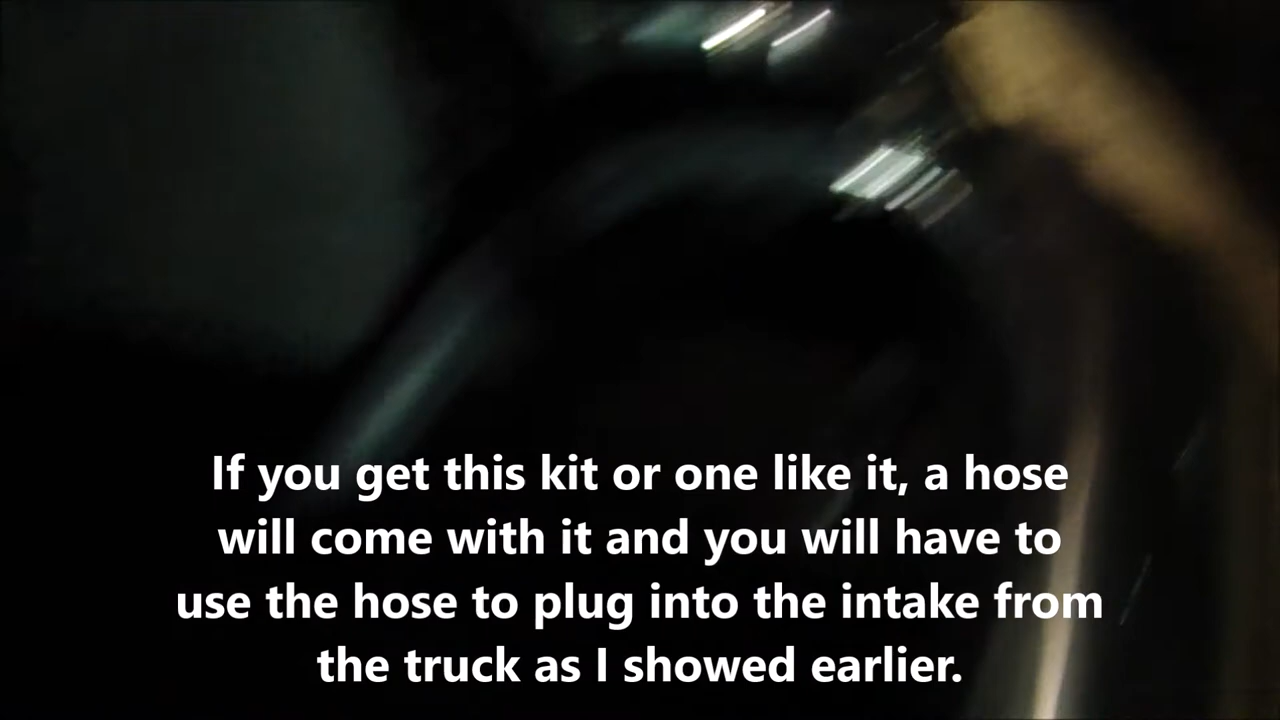 If you get this kit or one like it, a hose
will come with it and you will have to
use the hose to plug into the intake from
the truck as I showed earlier.